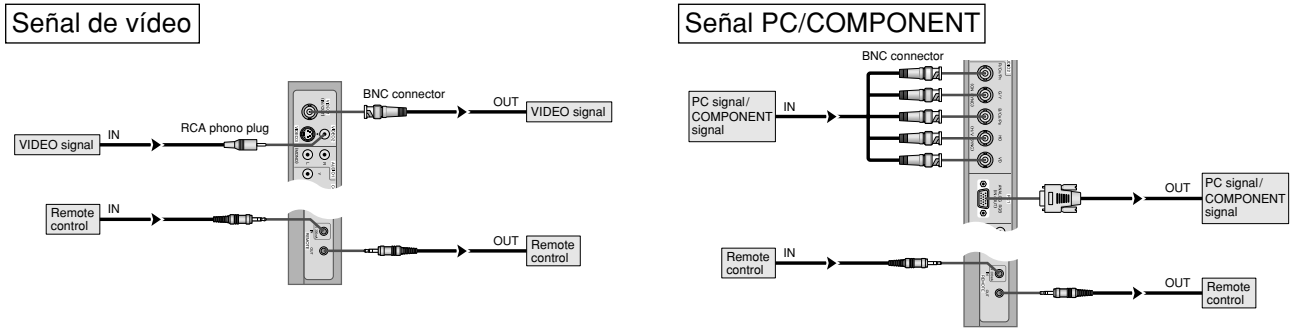 Señal de vídeo
BNC connector
OUT
VIDEO signal
RCA phono plug
IN
VIDEO signal
Remote
control
IN
OUT
Remote
control
Señal PC/COMPONENT
BNC connector
PC signal/
COMPONENT
signal
IN
OUT
PC signal/
COMPONENT
signal
Remote
control
IN
OUT
Remote
control